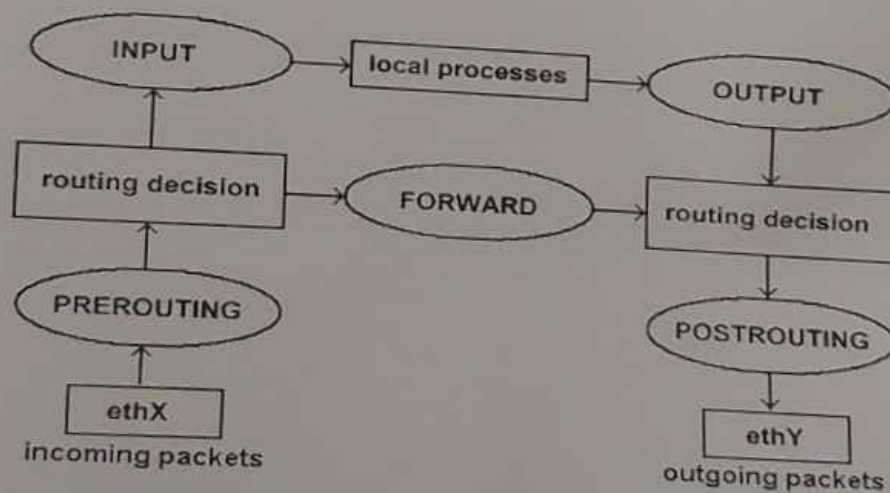 INPUT
local processes
OUTPUT
routing decision
FORWARD
routing decision
PREROUTING
POSTROUTING
ethX
incoming packets
ethY
outgoing packets